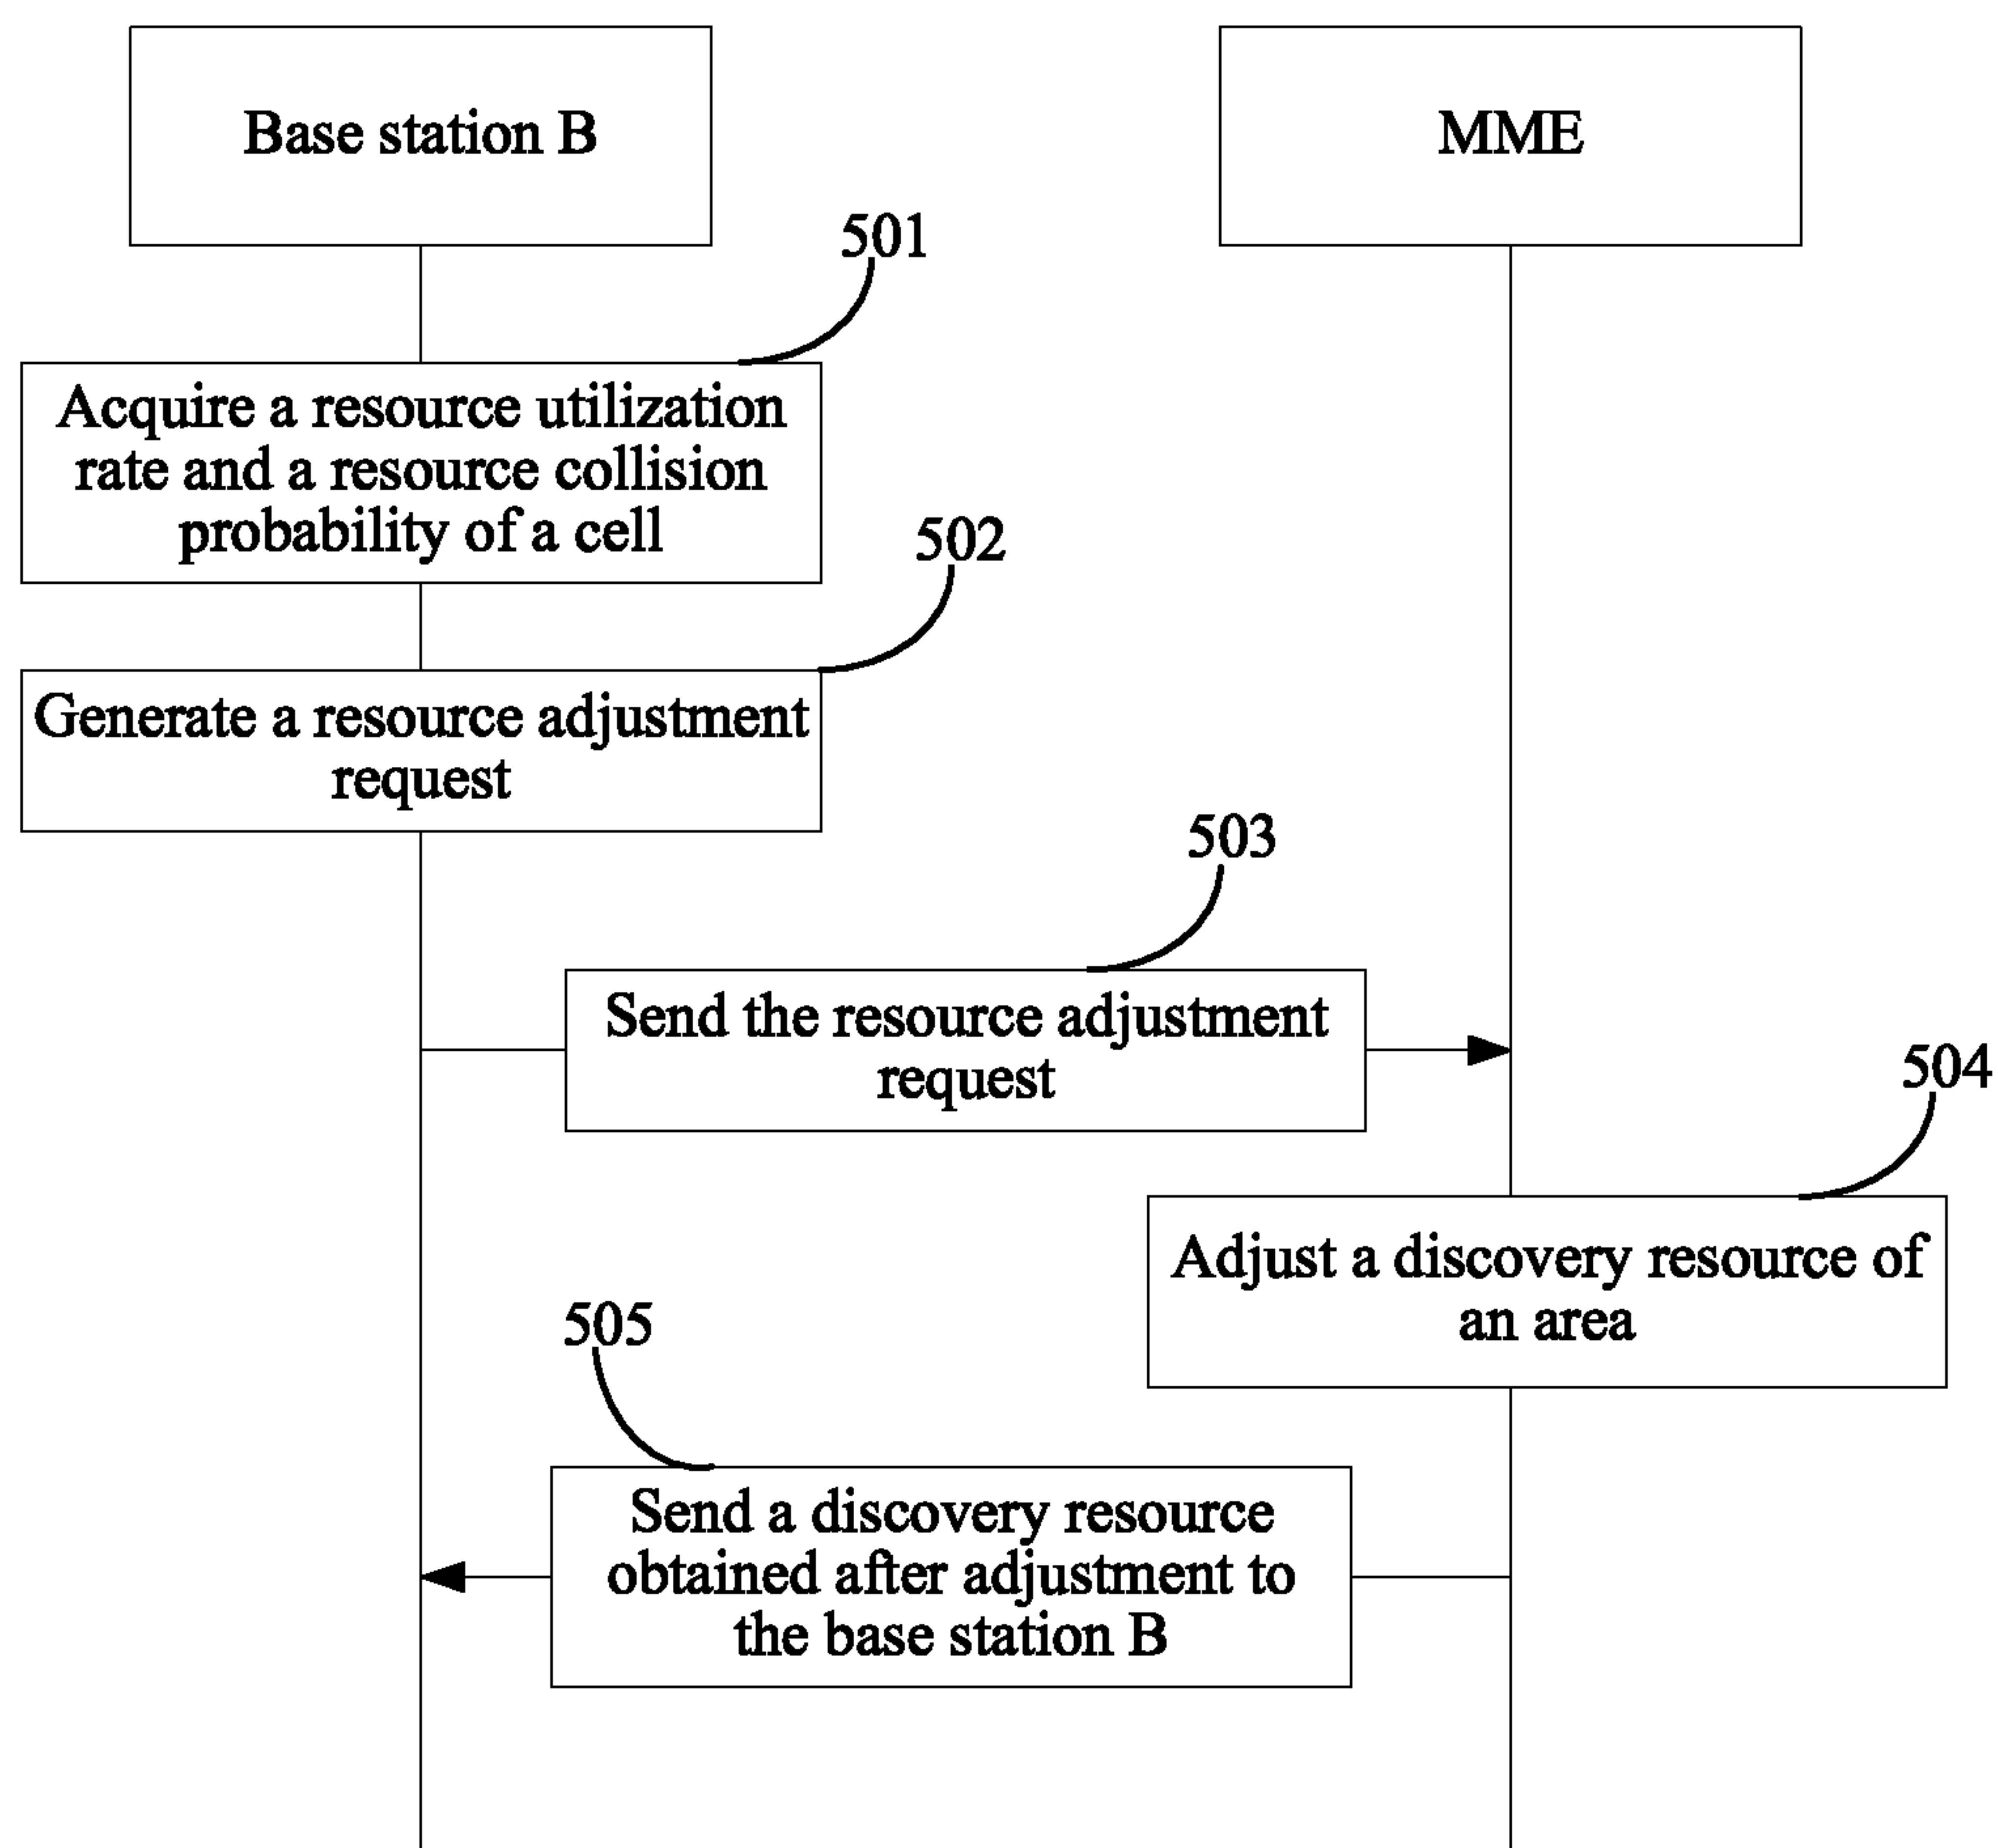 Base station B
MME
501
Acquire a resource utilization
rate and a resource collision
probability of a cell
502
Generate a resource adjustment
request
503
Send the resource adjustment
request
504
Adjust a discovery resource of
an area
505
Send a discovery resource
obtained after adjustment to
the base station B